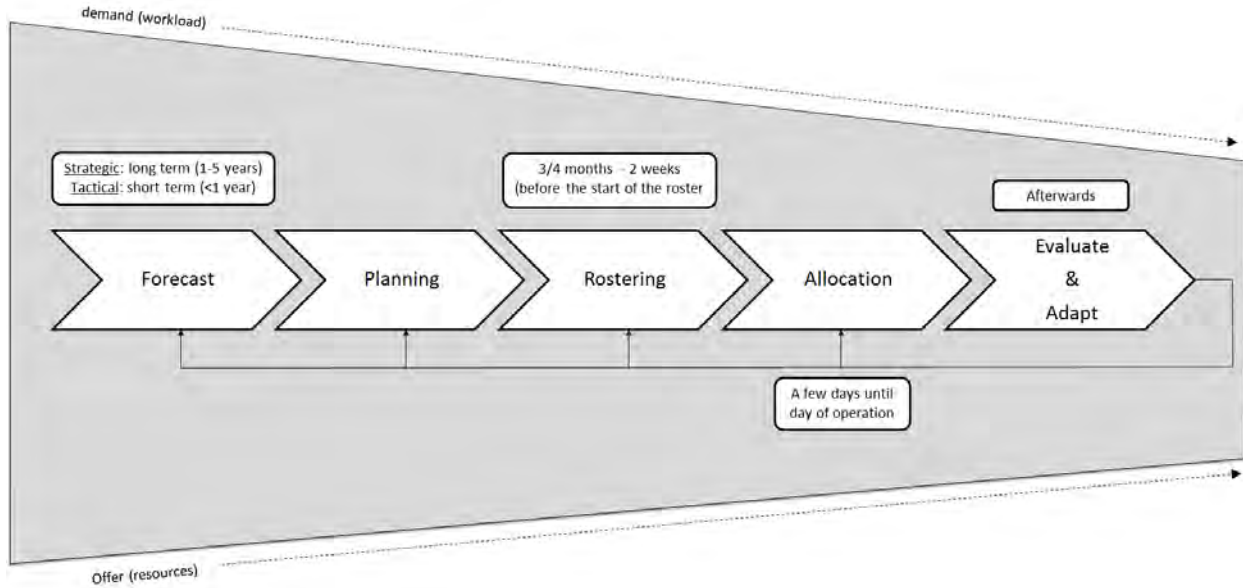 demand (workload)
Strategic: long term (1-5 years)
Tactical: short term (<1 year)
3/4 months - 2 weeks
(before the start of the roster
Afterwards
Forecast
Planning
Rostering
Allocation
Evaluate
&
Adapt
A few days until
day of operation
Offer (resources)